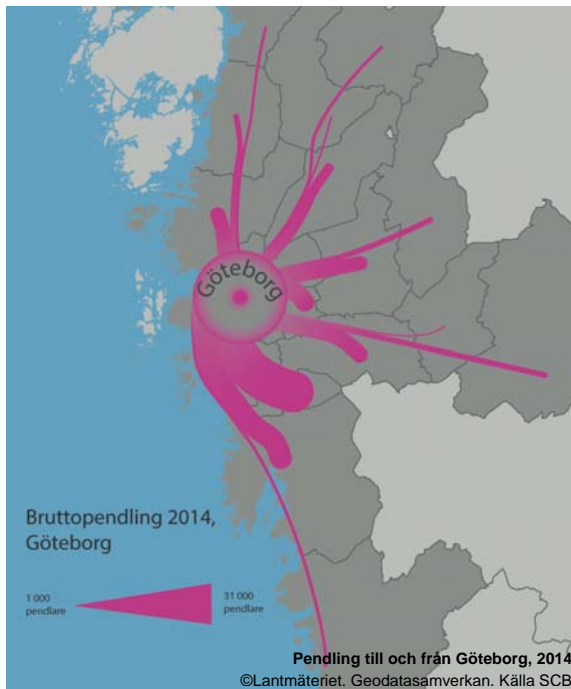 Göteborg
Bruttopendling 2014,
Göteborg
1 000
pendlare
31 000
pendlare
Pendling till och från Göteborg, 2014
©Lantmäteriet. Geodatasamverkan. Källa SCB